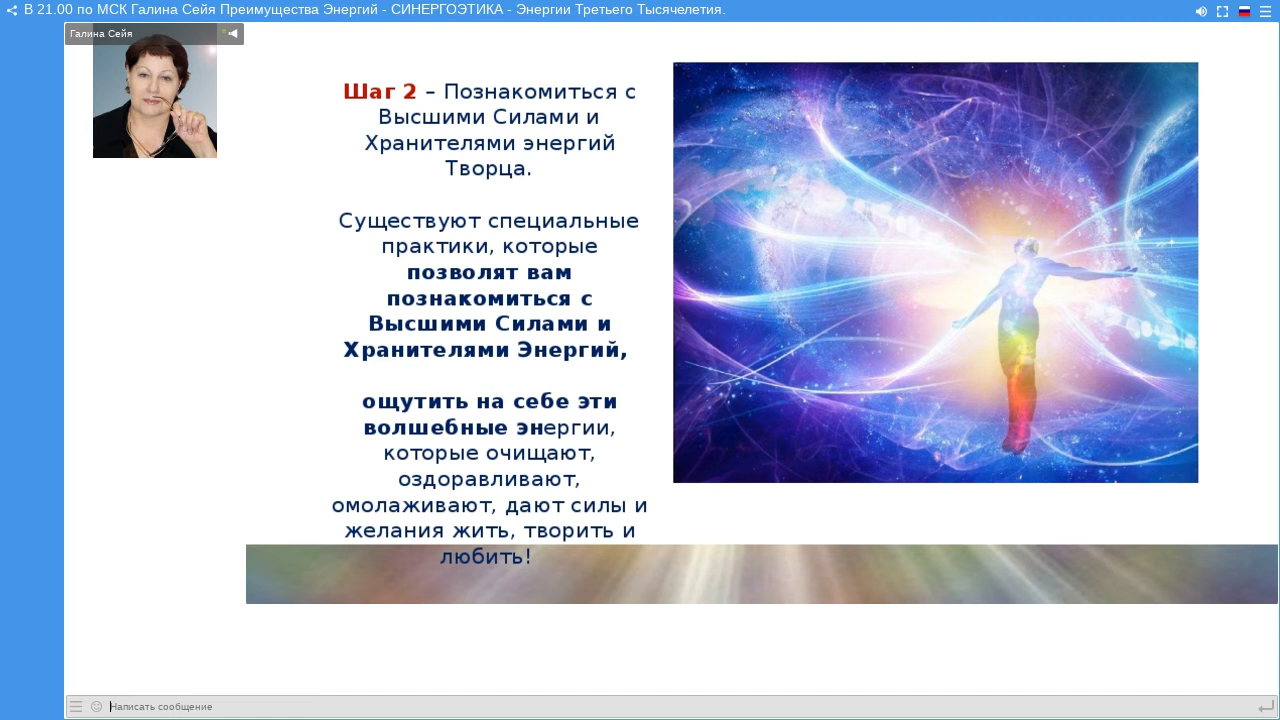 В 21.00 по МСК Галина Сейя Преимущества Энергий - СИНЕРГОЭТИКА - Энергии Третьего Тысячелетия.
Галина Сейя
Шаг 2 – Познакомиться с
Высшими Силами и
Хранителями энергий
Творца.
Существуют специальные
практики, которые
позволят вам
познакомиться с
Высшими Силами и
Хранителями Энергий,
ощутить на себе эти
волшебные энергии,
которые очищают,
оздоравливают,
омолаживают, дают силы и
желания жить, творить и
любить!
Написать сообщение